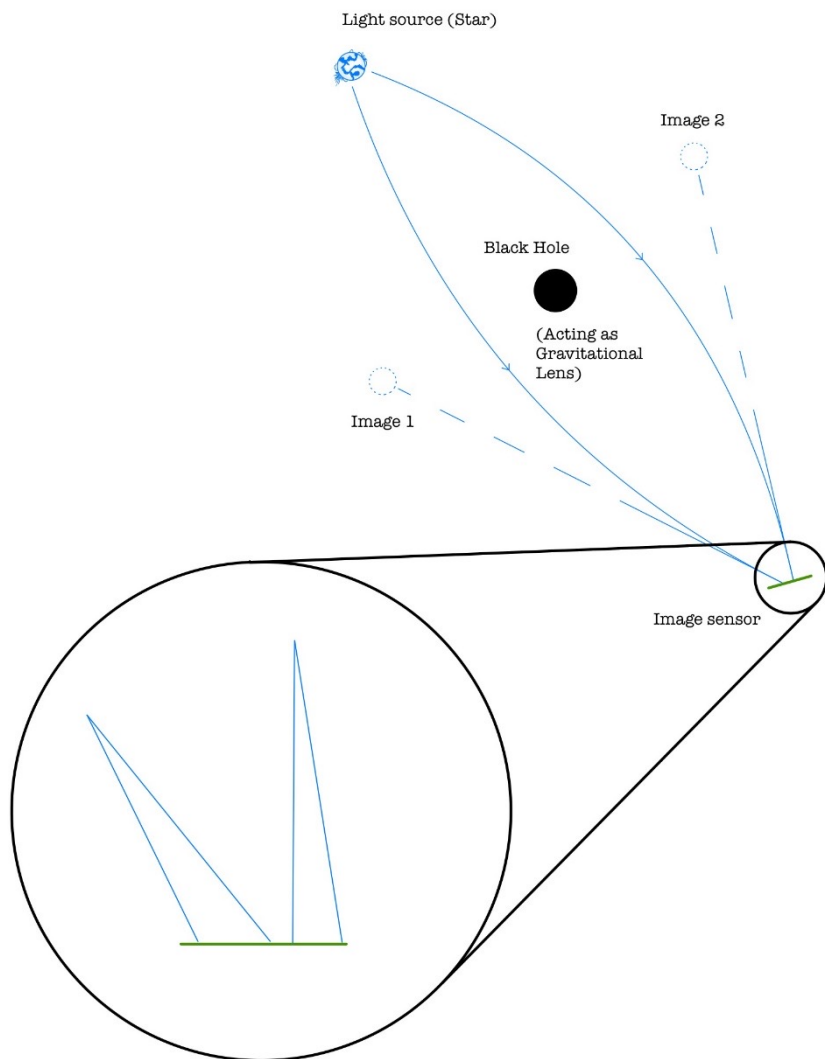 Light source (Star)
Image 2
Black Hole
(Acting as
Gravitational
Lens)
Image 1
Image sensor